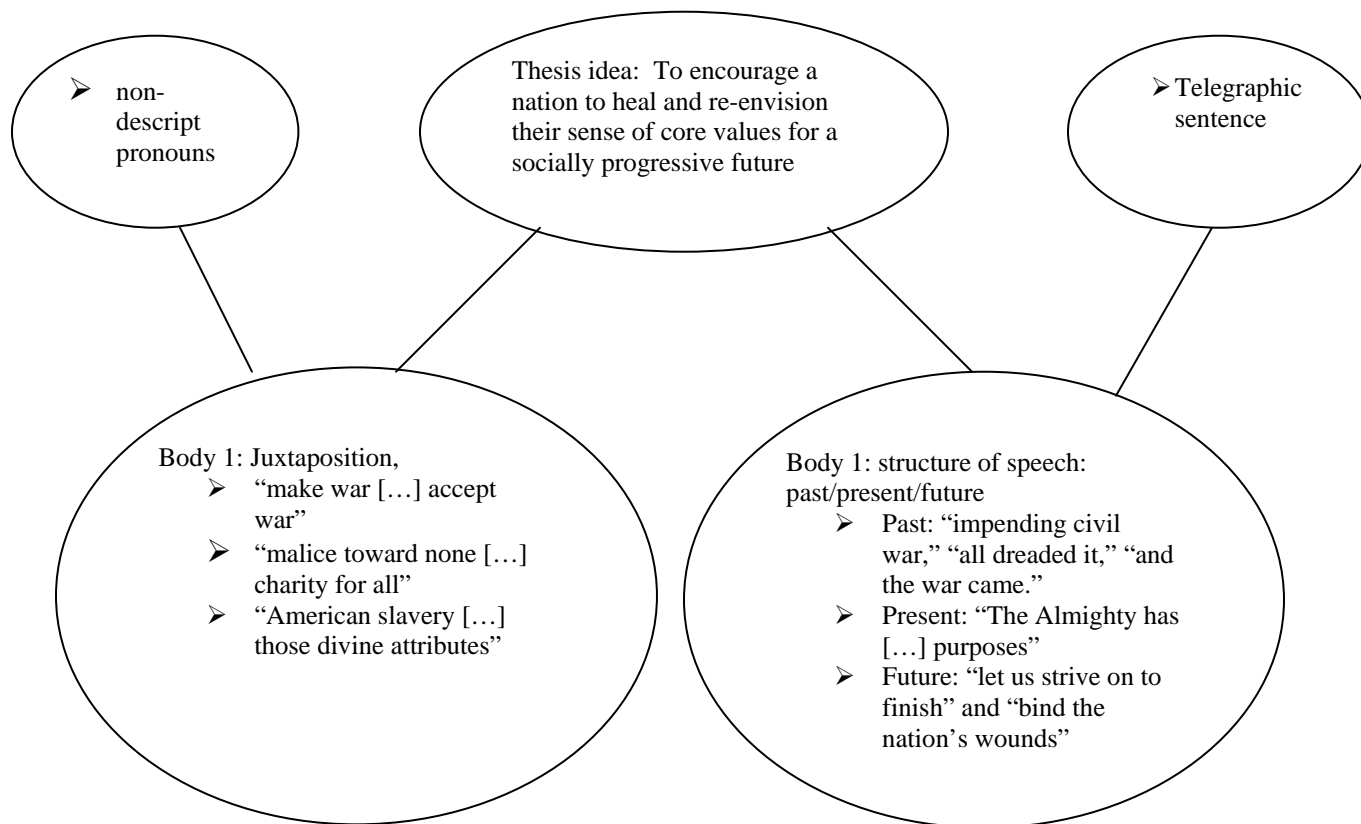 ➢ non-
descript
pronouns
Thesis idea:  To encourage a
nation to heal and re-envision
their sense of core values for a
socially progressive future
➢ Telegraphic
sentence
Body 1: Juxtaposition,
➢ “make war […] accept
war”
➢ “malice toward none […]
charity for all”
➢ “American slavery […]
those divine attributes”
Body 1: structure of speech:
past/present/future
➢ Past: “impending civil
war,” “all dreaded it,” “and
the war came.”
➢ Present: “The Almighty has
[…] purposes”
➢ Future: “let us strive on to
finish” and “bind the
nation’s wounds”